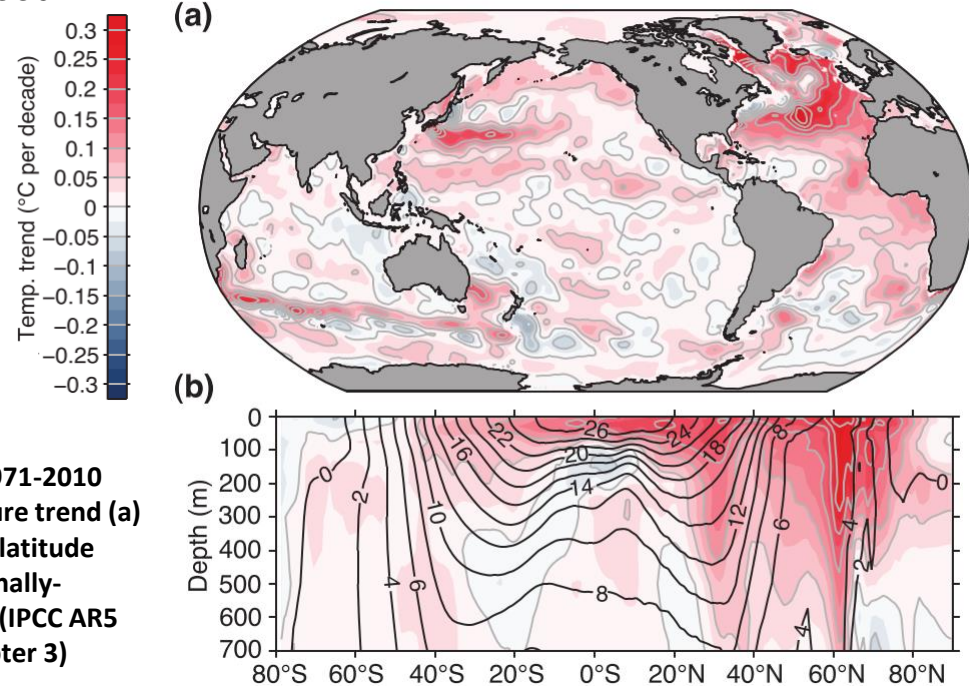 (a)
Temp. trend (°C per decade)
0.3
0.25
0.2
0.15
0.1
0.05
0
−0.05
−0.1
−0.15
−0.2
−0.25
−0.3
(b)
971-2010
ure trend (a)
latitude
nally-
(IPCC AR5
pter 3)
Depth (m)
0
100
200
300
400
500
600
700
0 2 4 6 10 16 22 26 20 14 8 24 18 12 8 6 4 4 2 0
80°S 60°S 40°S 20°S 0°S 20°N 40°N 60°N 80°N